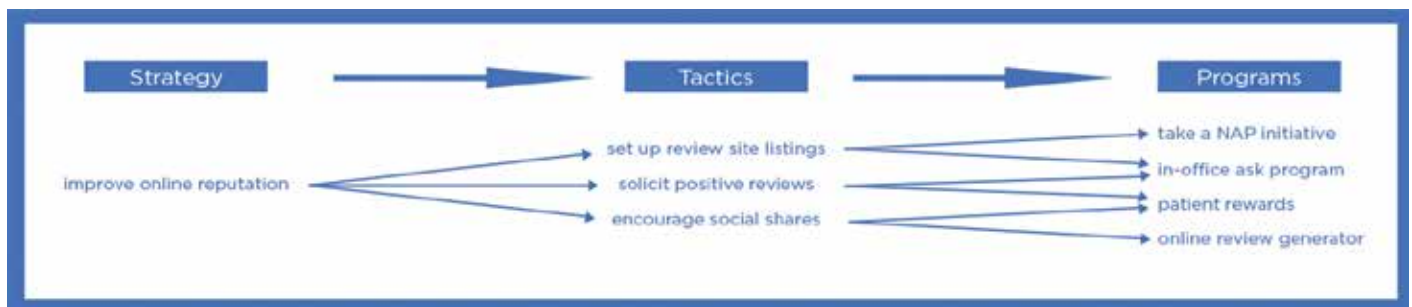 Strategy
Tactics
Programs
improve online reputation
set up review site listings
solicit positive reviews
encourage social shares
take a NAP initiative
in-office ask program
patient rewards
online review generator